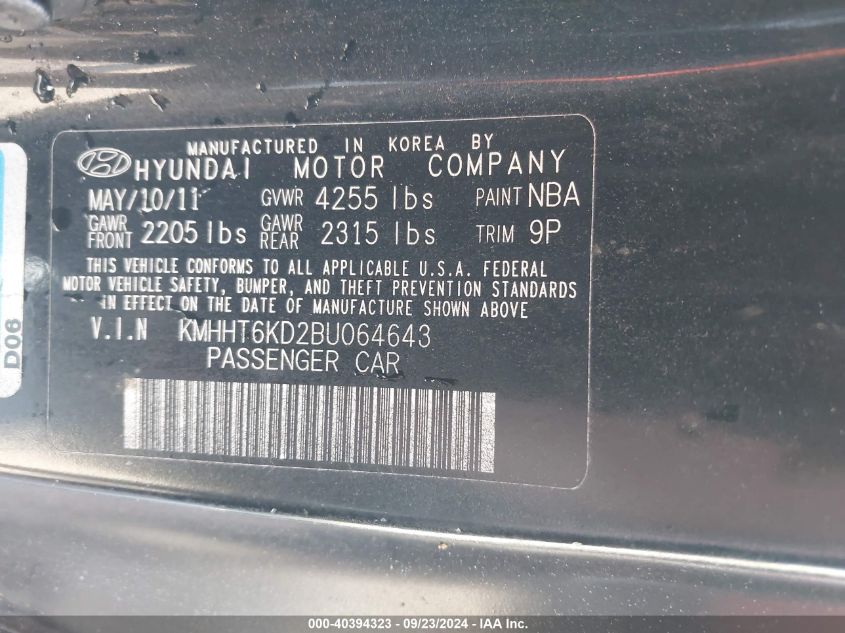 MANUFACTURED IN KOREA BY
HYUNDAI MOTOR COMPANY
MAY/10/11 GVWR 4255 lbs PAINT NBA
GAWR FRONT 2205 lbs GAWR REAR 2315 lbs TRIM 9P
THIS VEHICLE CONFORMS TO ALL APPLICABLE U.S.A. FEDERAL
MOTOR VEHICLE SAFETY, BUMPER, AND THEFT PREVENTION STANDARDS
IN EFFECT ON THE DATE OF MANUFACTURE SHOWN ABOVE
V.I.N KMHHT6KD2BU064643
PASSENGER CAR
D06
000-40394323 - 09/23/2024 - IAAI Inc.